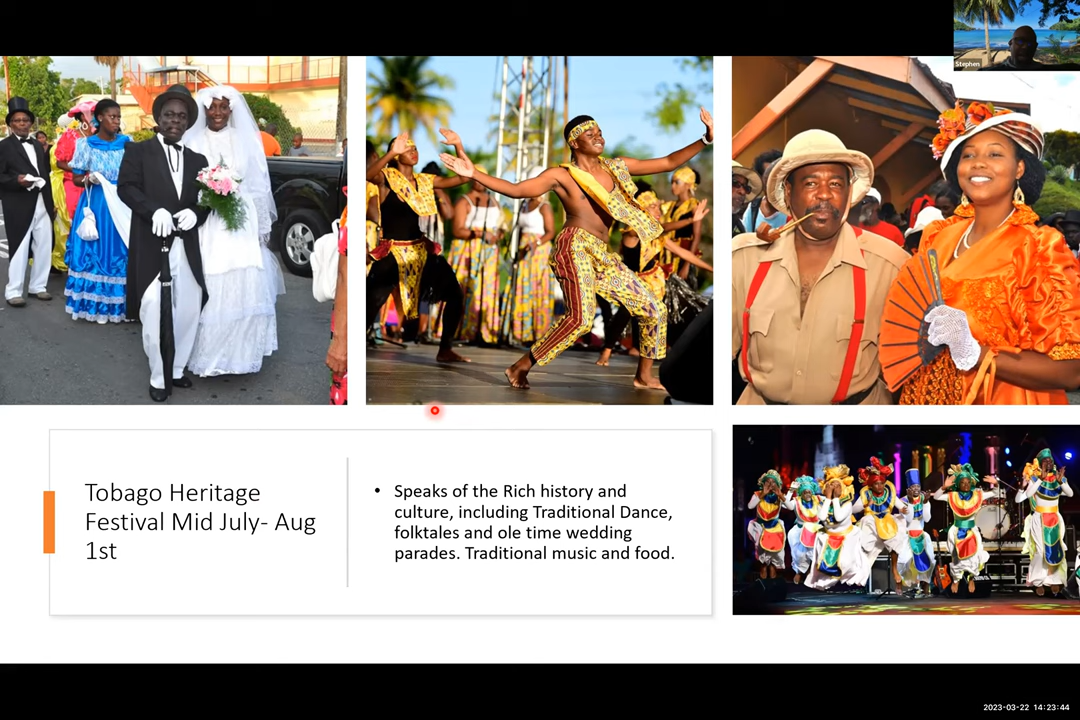 Stephen
Tobago Heritage
Festival Mid July- Aug
1st
• Speaks of the Rich history and
culture, including Traditional Dance,
folktales and ole time wedding
parades. Traditional music and food.
2023-03-22 14:23:44